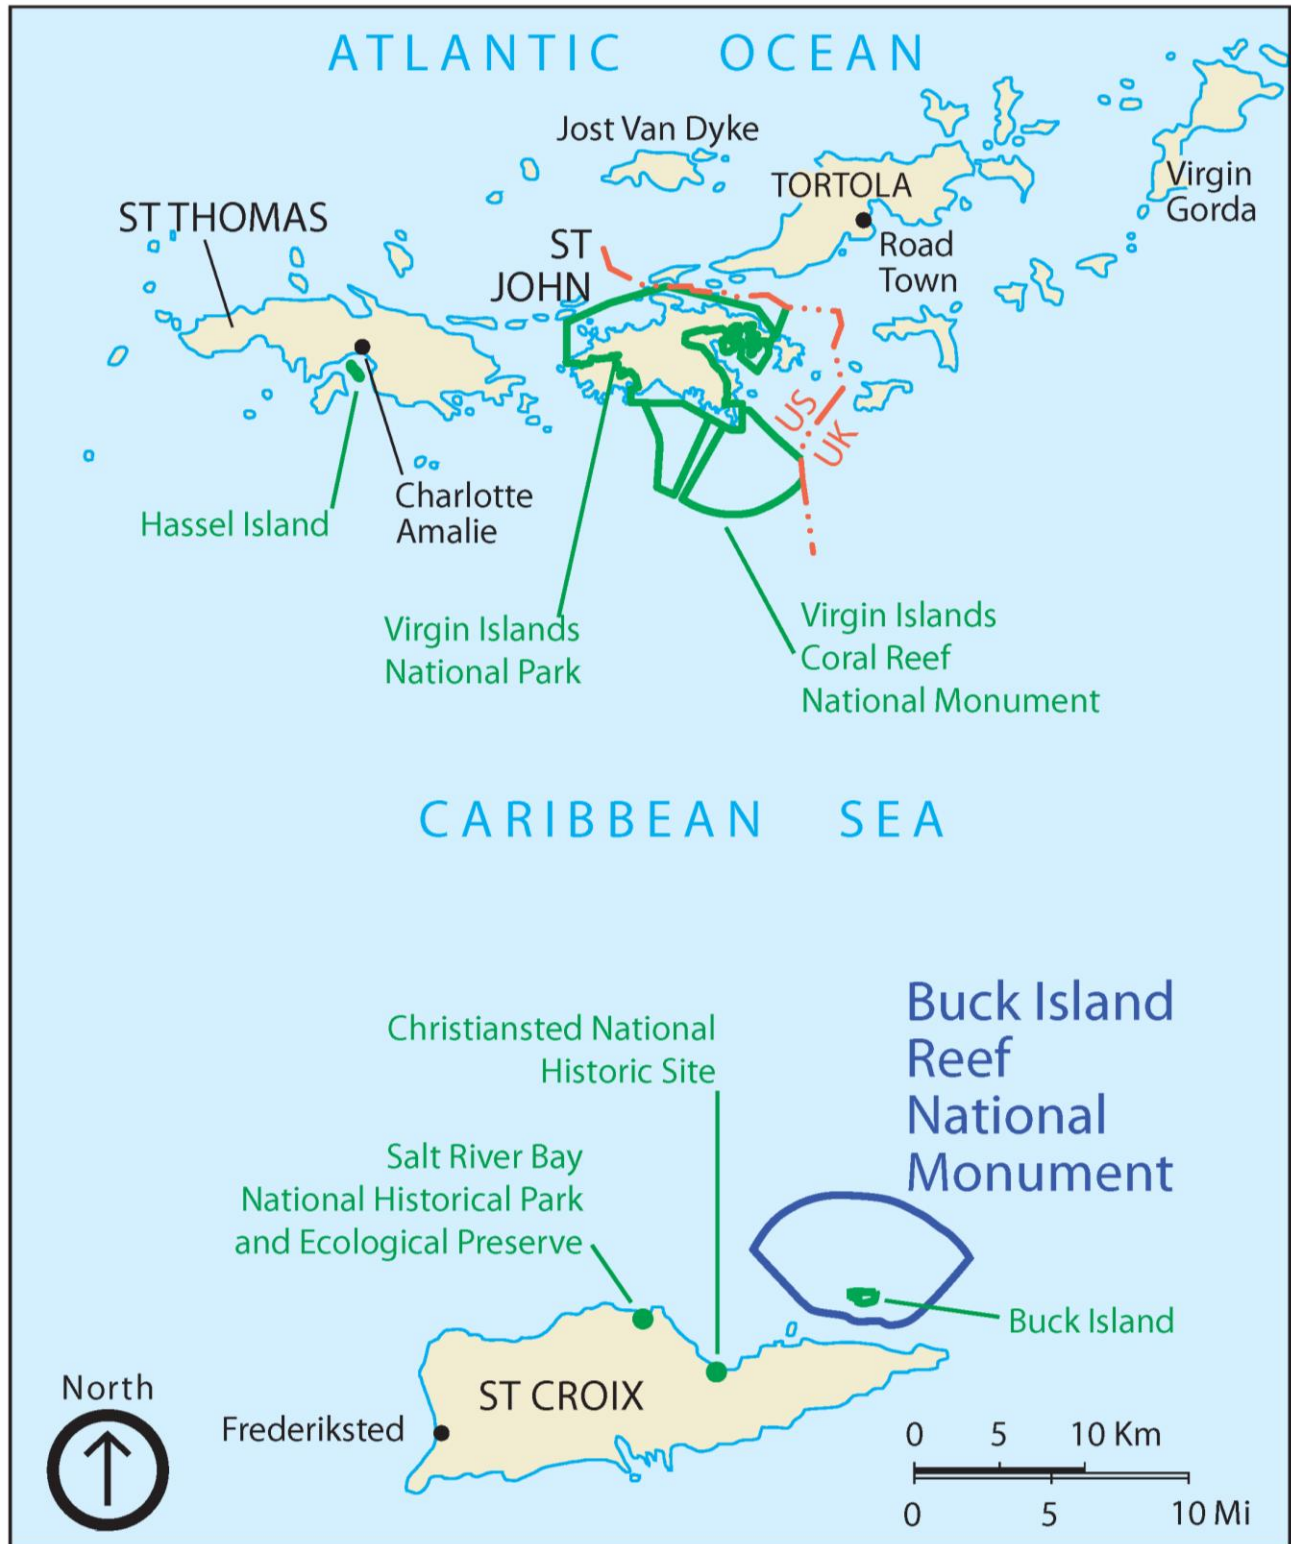 ATLANTIC OCEAN
Jost Van Dyke
TORTOLA
Virgin
Gorda
ST THOMAS
ST
JOHN
Road
Town
US
UK
Charlotte
Amalie
Hassel Island
Virgin Islands
National Park
Virgin Islands
Coral Reef
National Monument
CARIBBEAN SEA
Buck Island
Reef
National
Monument
Christiansted National
Historic Site
Salt River Bay
National Historical Park
and Ecological Preserve
Buck Island
ST CROIX
Frederiksted
North
0 5 10 Km
0 5 10 Mi